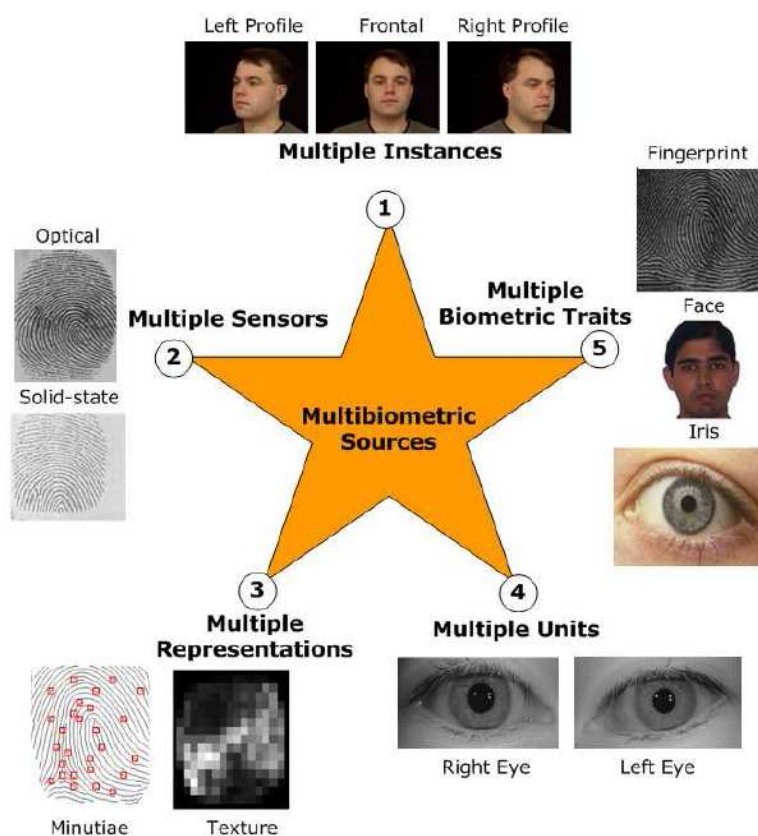 Left Profile
Frontal
Right Profile
Multiple Instances
1
Fingerprint
Optical
Multiple Sensors
2
Solid-state
Multiple
Biometric Traits
5
Face
Iris
Multibiometric
Sources
3
Multiple
Representations
Minutiae
Texture
4
Multiple Units
Right Eye
Left Eye